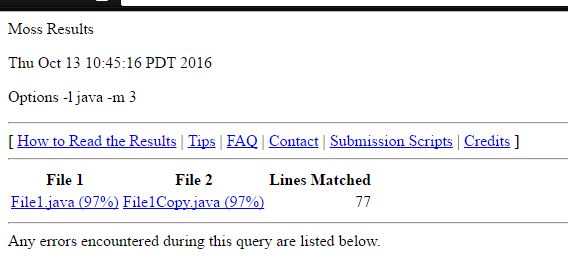 Moss Results
Thu Oct 13 10:45:16 PDT 2016
Options -l java -m 3
[ How to Read the Results | Tips | FAQ | Contact | Submission Scripts | Credits ]
File 1 File 2 Lines Matched
File1.java (97%) File1Copy.java (97%) 77
Any errors encountered during this query are listed below.